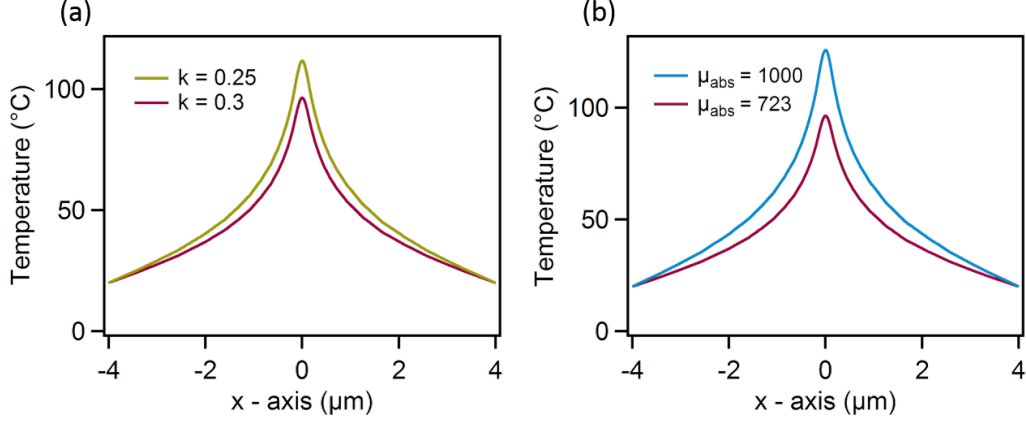 (a)
k = 0.25
k = 0.3
Temperature (°C)
100
50
0
-4
-2
0
2
4
x - axis (µm)
(b)
µabs = 1000
µabs = 723
Temperature (°C)
100
50
0
-4
-2
0
2
4
x - axis (µm)